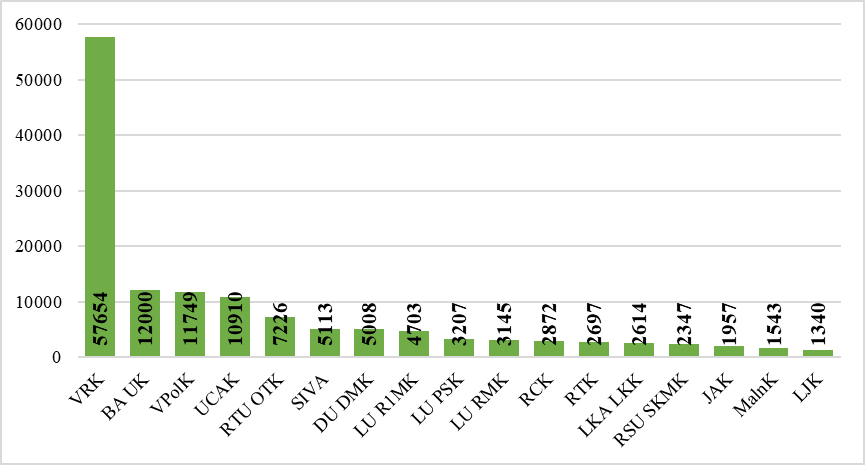 60000
50000
40000
30000
20000
10000
0
57654
12000
11749
10910
7226
5113
5008
4703
3207
3145
2872
2697
2614
2347
1957
1543
1340
VRK
BA UK
VPolK
UCAK
RTU OTK
SIVA
DU DMK
LU R1MK
LU PSK
LU RMK
RCK
RTK
LKA LKK
RSU SKMK
JAK
MalnK
LJK